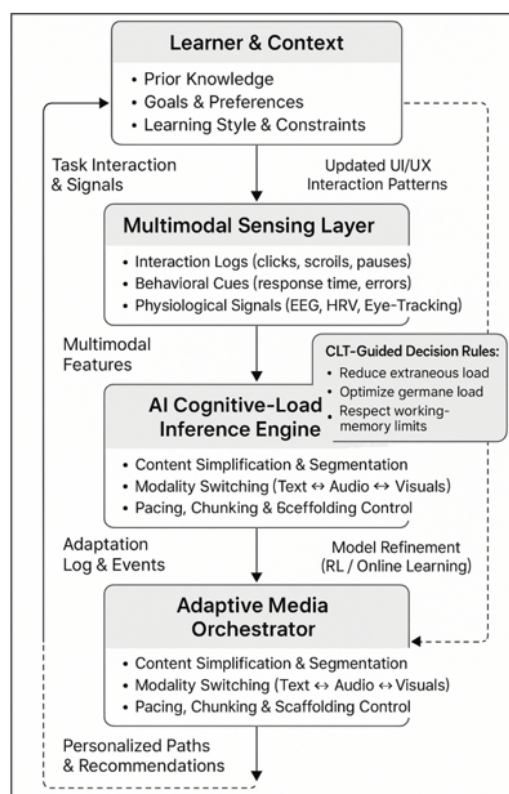 Learner & Context
• Prior Knowledge
• Goals & Preferences
• Learning Style & Constraints
Task Interaction
& Signals
Updated UI/UX
Interaction Patterns
Multimodal Sensing Layer
• Interaction Logs (clicks, scroils, pauses)
• Behavioral Cues (response time, errors)
• Physiological Signals (EEG, HRV, Eye-Tracking)
Multimodal
Features
CLT-Guided Decision Rules:
• Reduce extraneous load
• Optimize germane load
• Respect working-
memory limits
AI Cognitive-Load
Inference Engine
• Content Simplification & Segmentation
• Modality Switching (Text ↔ Audio ↔ Visuals)
• Pacing, Chunking & Scaffolding Control
Adaptation
Log & Events
Model Refinement
(RL / Online Learning)
Adaptive Media
Orchestrator
• Content Simplification & Segmentation
• Modality Switching (Text ↔ Audio ↔ Visuals)
• Pacing, Chunking & Scaffolding Control
Personalized Paths
& Recommendations